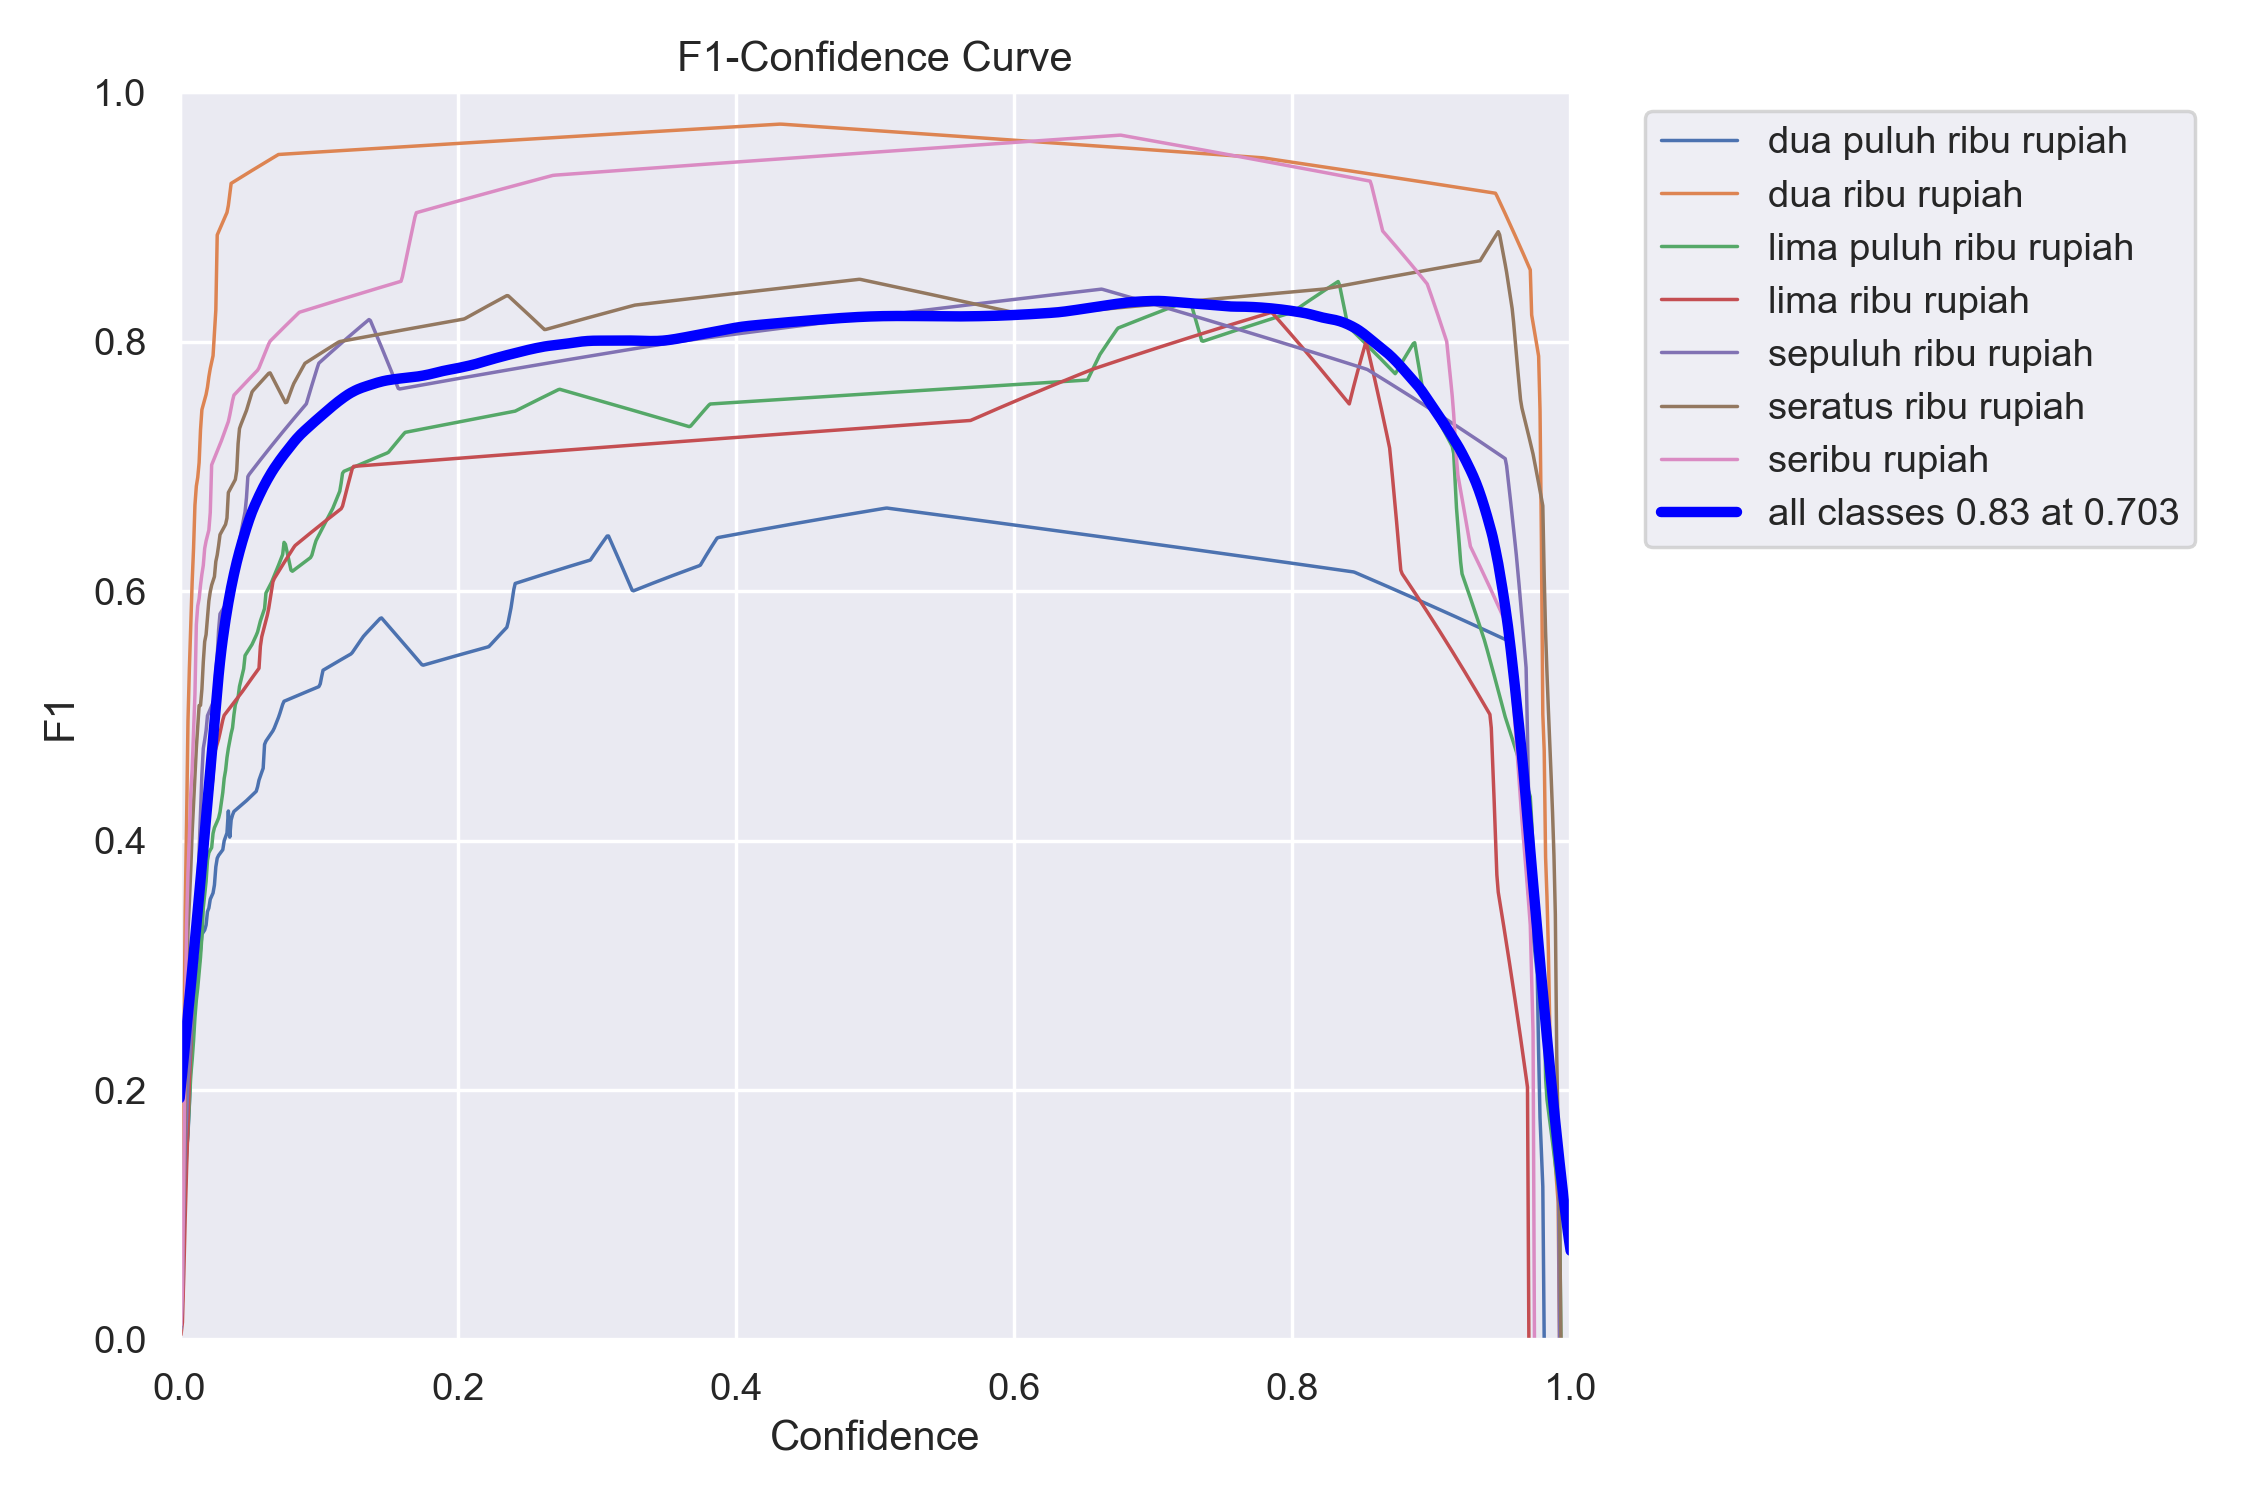 F1-Confidence Curve
1.0
0.8
0.6
0.4
0.2
0.0
F1
0.0 0.2 0.4 0.6 0.8 1.0
Confidence
dua puluh ribu rupiah
dua ribu rupiah
lima puluh ribu rupiah
lima ribu rupiah
sepuluh ribu rupiah
seratus ribu rupiah
seribu rupiah
all classes 0.83 at 0.703